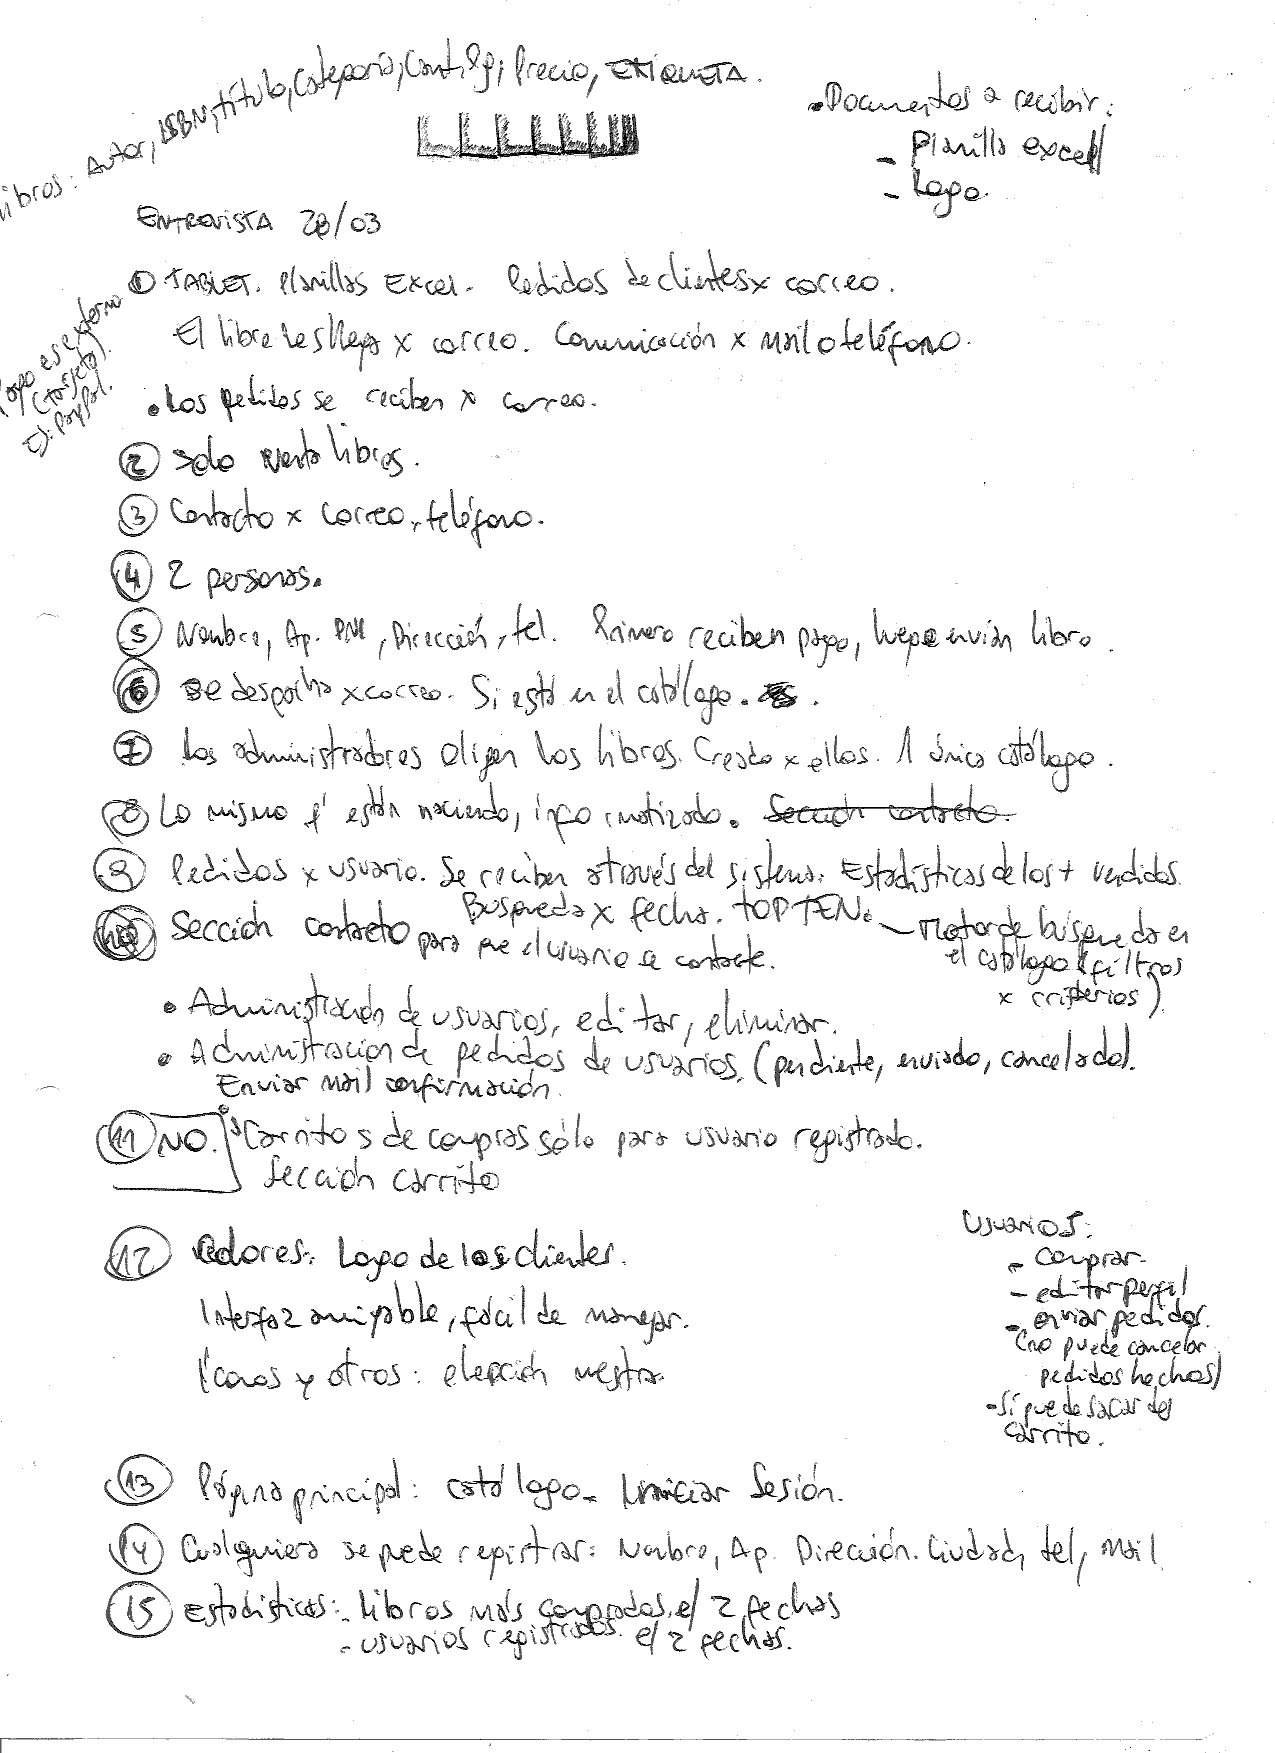 Libros: Autor, ISBN, título, Categoría, Cant. Pg, Precio, ETIQUETA.
• Documentos a recibir:
- Planilla excell
- Logo.
ENTREVISTA 28/03
① TABLET. Planillas Excel. Pedidos de clientes x correo.
El libro les llega x correo. Comunicación x mail o teléfono.
Pago es externo
(tarjeta).
Ej. PayPal.
• Los pedidos se reciben x correo.
② Solo venta libros.
③ Contacto x correo, teléfono.
④ 2 personas.
⑤ Nombre, Ap. DNI, Dirección, tel. Primero reciben pago, luego envían libro.
⑥ Se despacha x correo. Si está en el catálogo.
⑦ Los administradores eligen los libros. Creado x ellos. 1 único catálogo.
⑧ Lo mismo q' están haciendo, informatizado. Sección contacto.
⑨ Pedidos x usuario. Se reciben através del sistema. Estadísticas de los + vendidos.
Búsqueda x fecha. TOP TEN.
⑩ Sección contacto para que el usuario se contacte.
- Motor de búsqueda en
el catálogo (filtros
x criterios).
• Administración de usuarios, editar, eliminar.
• Administracion de pedidos de usuarios. (pendiente, enviado, cancelado).
Enviar mail confirmación.
⑪ NO. Carritos de compras sólo para usuario registrado.
Sección carrito
⑫ Colores: Logo de los clientes.
Interfaz amigable, fácil de manejar.
Íconos y otros: elección nuestra.
Usuarios:
- comprar.
- editar perfil
- enviar pedidos.
(no puede cancelar
pedidos hechos)
- Sí puede sacar del
carrito.
⑬ Página principal: catálogo. Iniciar Sesión.
⑭ Cualquiera se puede registrar: Nombre, Ap. Dirección. Ciudad, tel, mail
⑮ Estadísticas: - libros más comprados e/ 2 fechas
- usuarios registrados e/ 2 fechas.